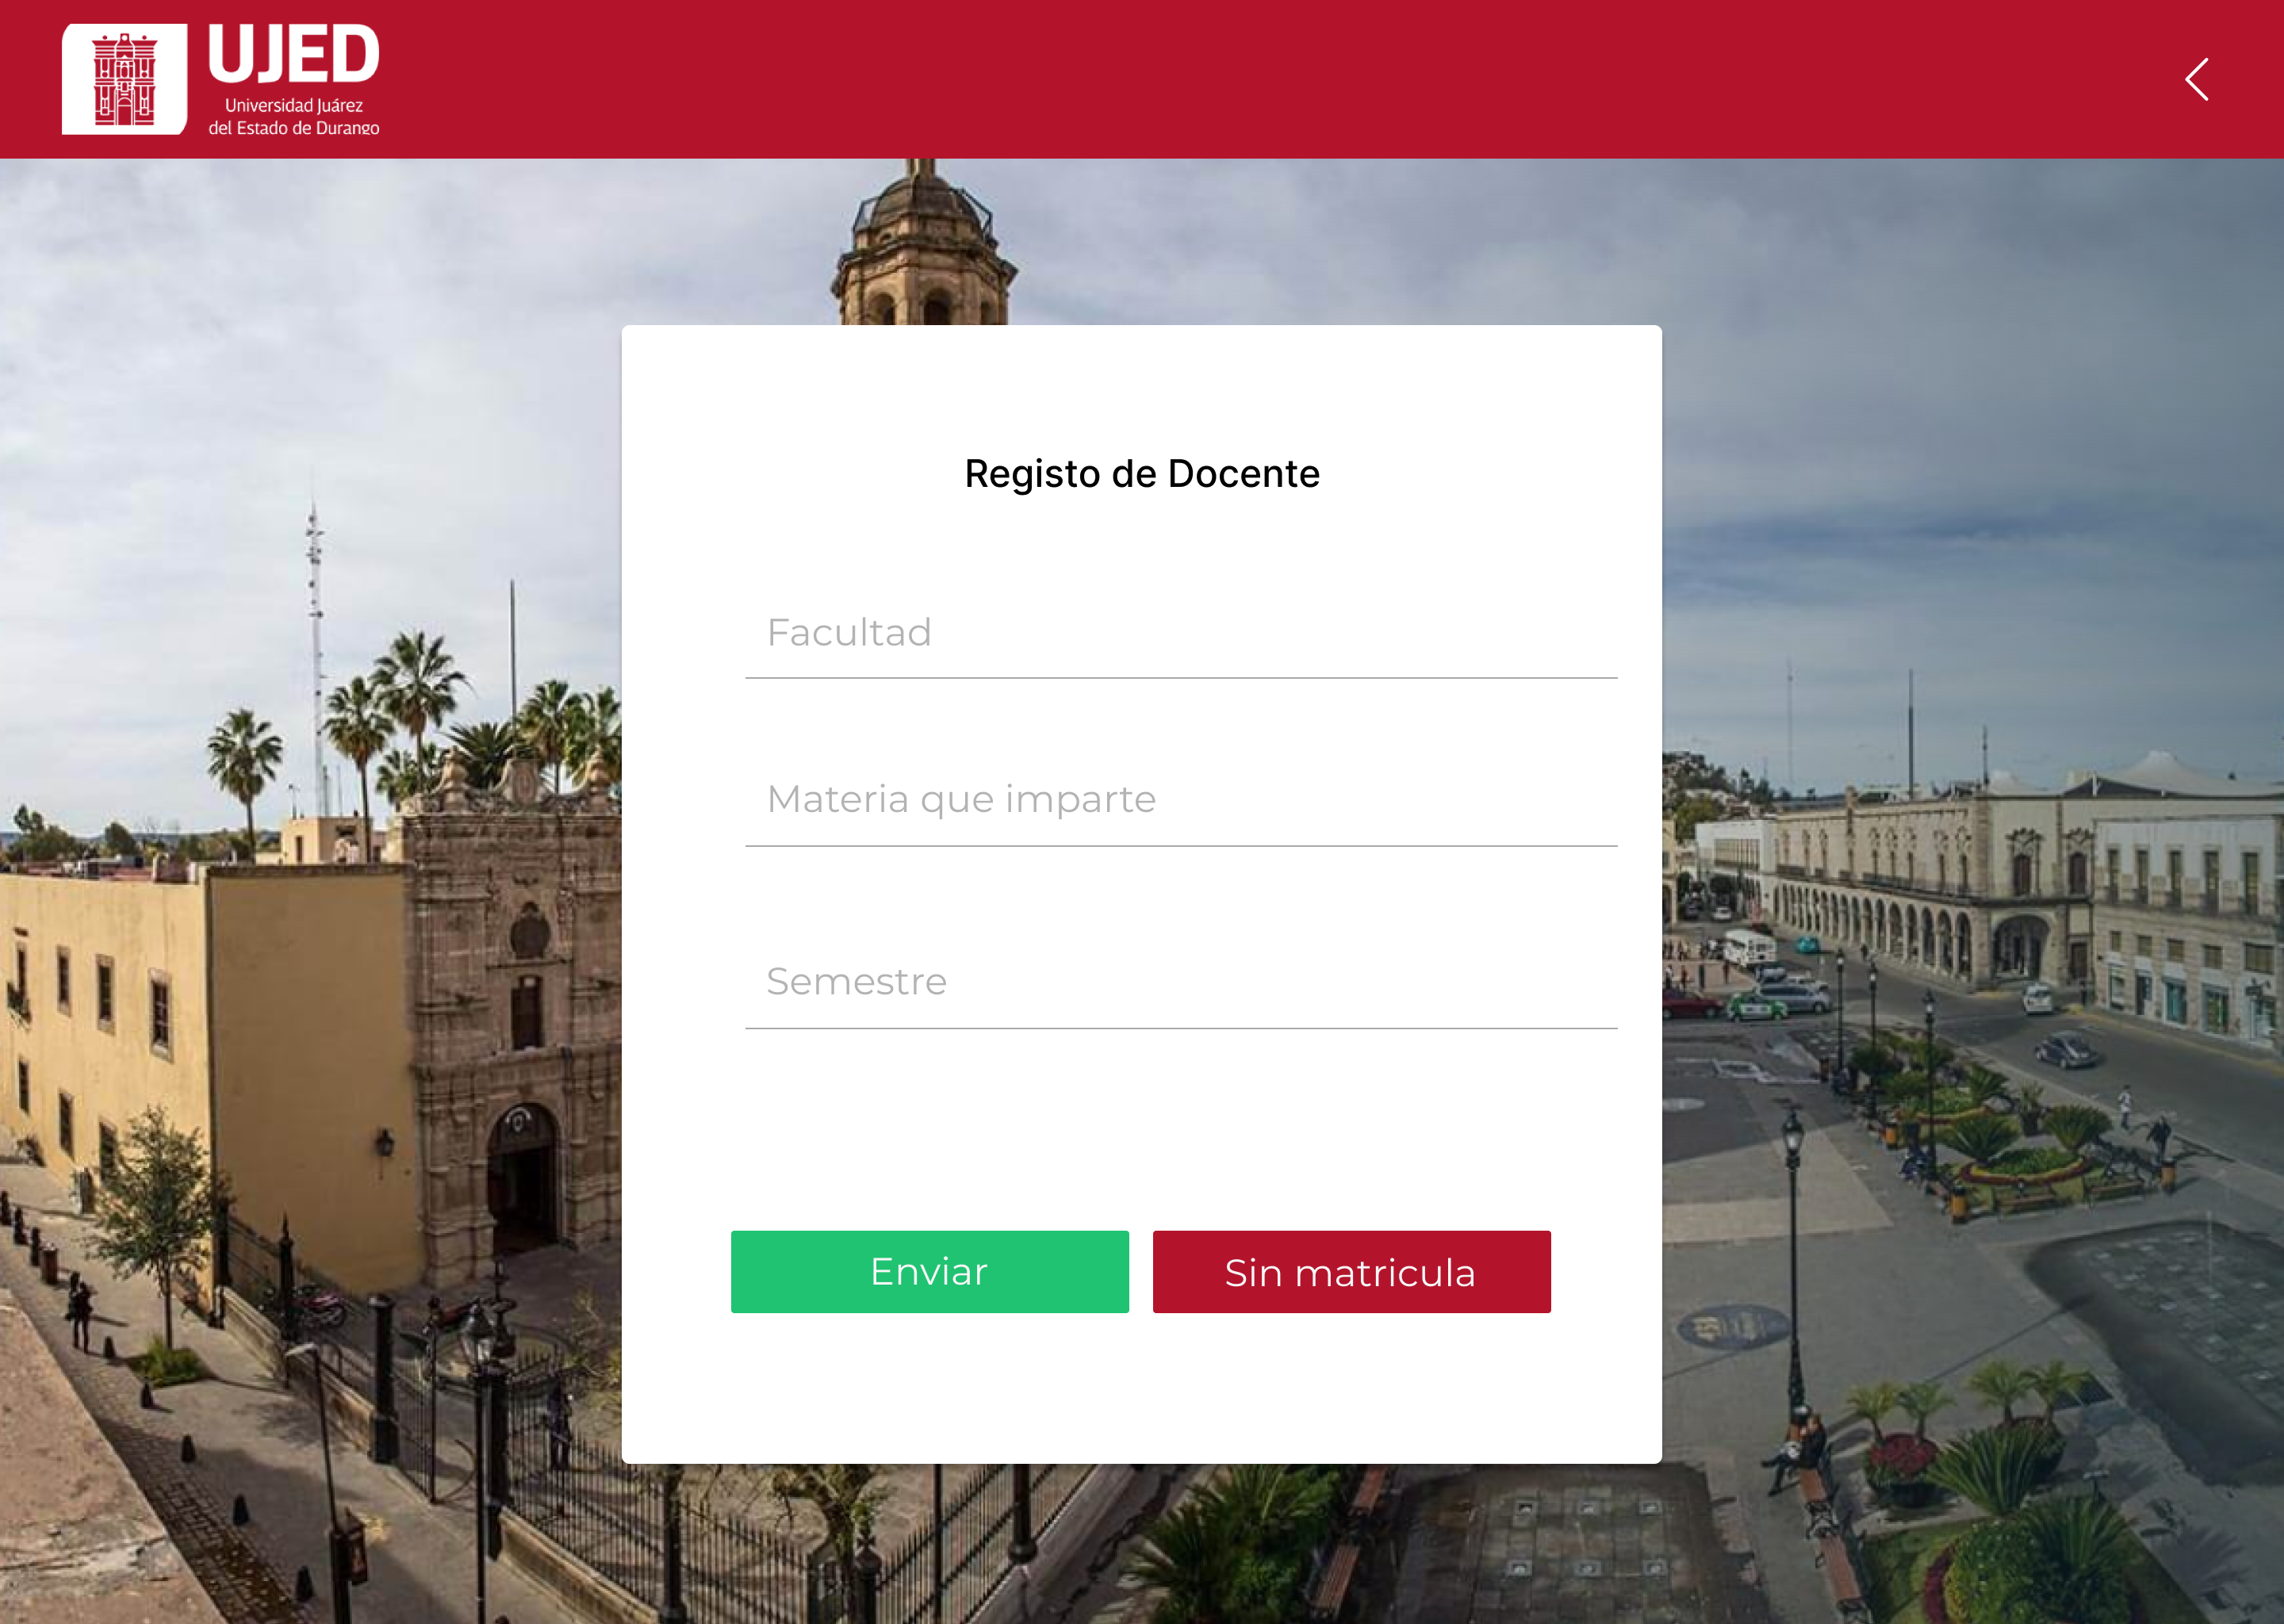 UJED
Universidad Juárez
del Estado de Durango
Registo de Docente
Facultad
Materia que imparte
Semestre
Enviar
Sin matricula